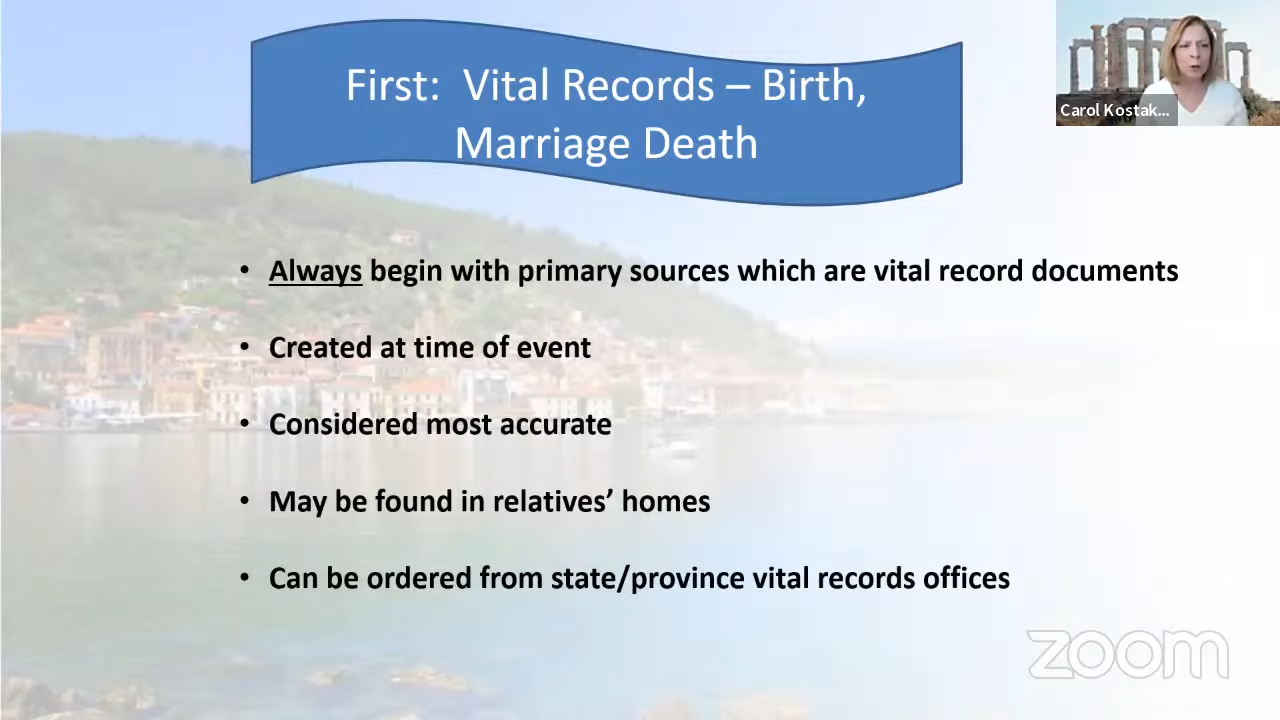 First:  Vital Records – Birth,
Marriage Death
Carol Kostak...
• Always begin with primary sources which are vital record documents
• Created at time of event
• Considered most accurate
• May be found in relatives’ homes
• Can be ordered from state/province vital records offices
zoom